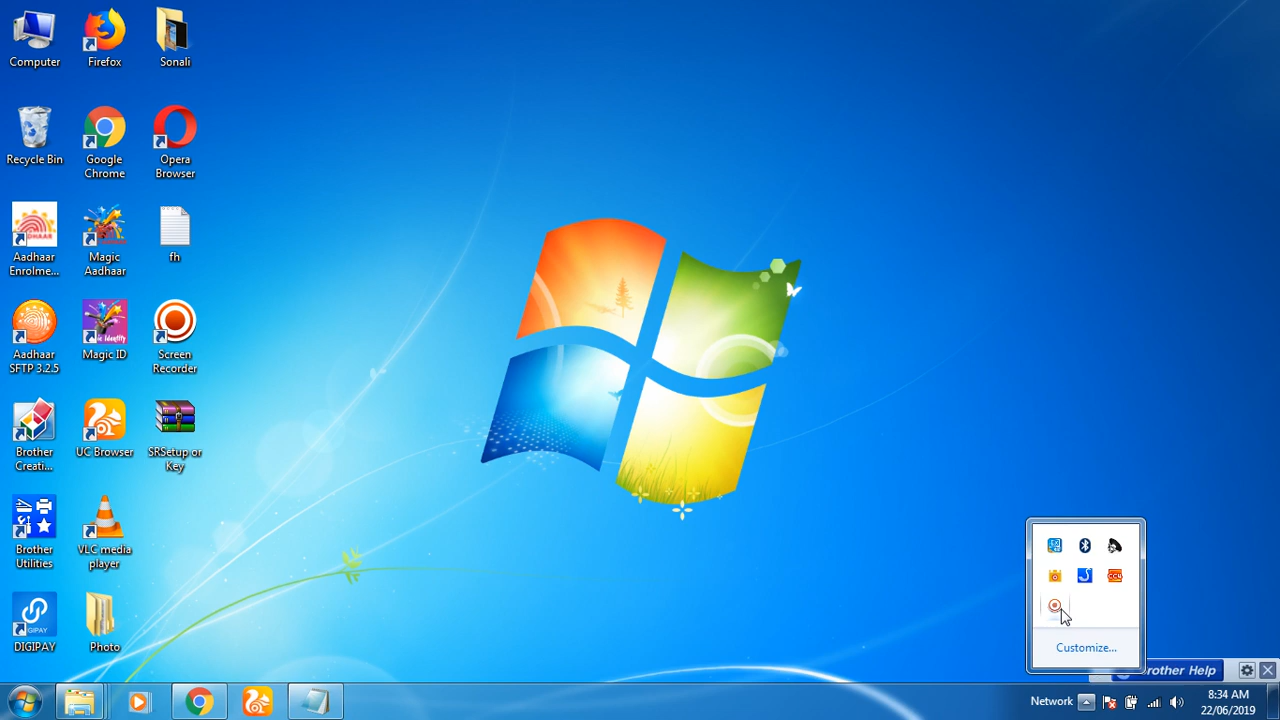 Computer
Firefox
Sonali
Recycle Bin
Google
Chrome
Opera
Browser
Aadhaar
Enrolme...
Magic
Aadhaar
fh
Aadhaar
SFTP 3.2.5
Magic ID
Screen
Recorder
Brother
Creati...
UC Browser
SRSetup or
Key
Brother
Utilities
VLC media
player
GIPAY
DIGIPAY
Photo
Customize...
rother Help
Network
8:34 AM
22/06/2019